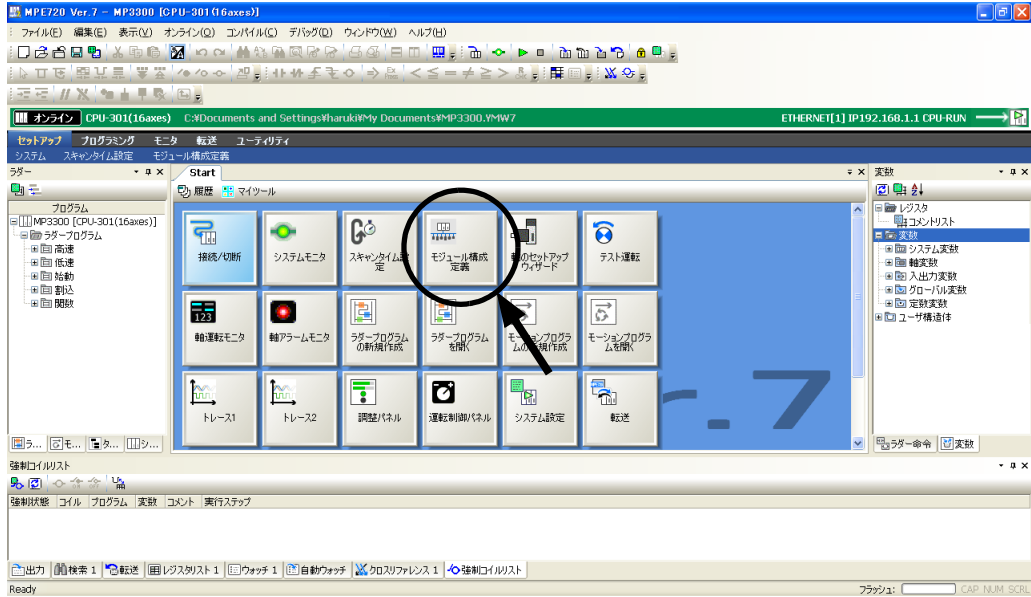 MPE720 Ver.7 - MP3300 [CPU-301(16axes)]
ファイル(F) 編集(E) 表示(V) オンライン(O) コンパイル(C) デバッグ(D) ウィンドウ(W) ヘルプ(H)
オンライン CPU-301(16axes) C:¥Documents and Settings¥haruki¥My Documents¥MP3300.YMW7 ETHERNET[1] IP192.168.1.1 CPU-RUN
セットアップ プログラミング モニタ 転送 ユーティリティ
システム スキャンタイム設定 モジュール構成定義
ラダー
プログラム
MP3300 [CPU-301(16axes)]
ラダープログラム
高速
低速
始動
割込
関数
ラ... モ... タ... シ...
Start
履歴 マイツール
接続/切断 システムモニタ スキャンタイム設
定 モジュール構成
定義 のセットアップ
ウィザード テスト運転
123
軸運転モニタ 軸アラームモニタ ラダープログラム
の新規作成 ラダープログラム
を開く モーションプログラ
ムの新規作成 モーションプログラ
ムを開く
トレース1 トレース2 調整パネル 運転制御パネル システム設定 転送
r.7
変数
レジスタ
コメントリスト
変数
システム変数
軸変数
入出力変数
グローバル変数
定数変数
ユーザ構造体
ラダー命令 変数
強制コイルリスト
強制状態 コイル プログラム 変数 コメント 実行ステップ
出力 検索 1 転送 レジスタリスト 1 ウォッチ 1 自動ウォッチ クロスリファレンス 1 強制コイルリスト
Ready フラッシュ: CAP NUM SCRL